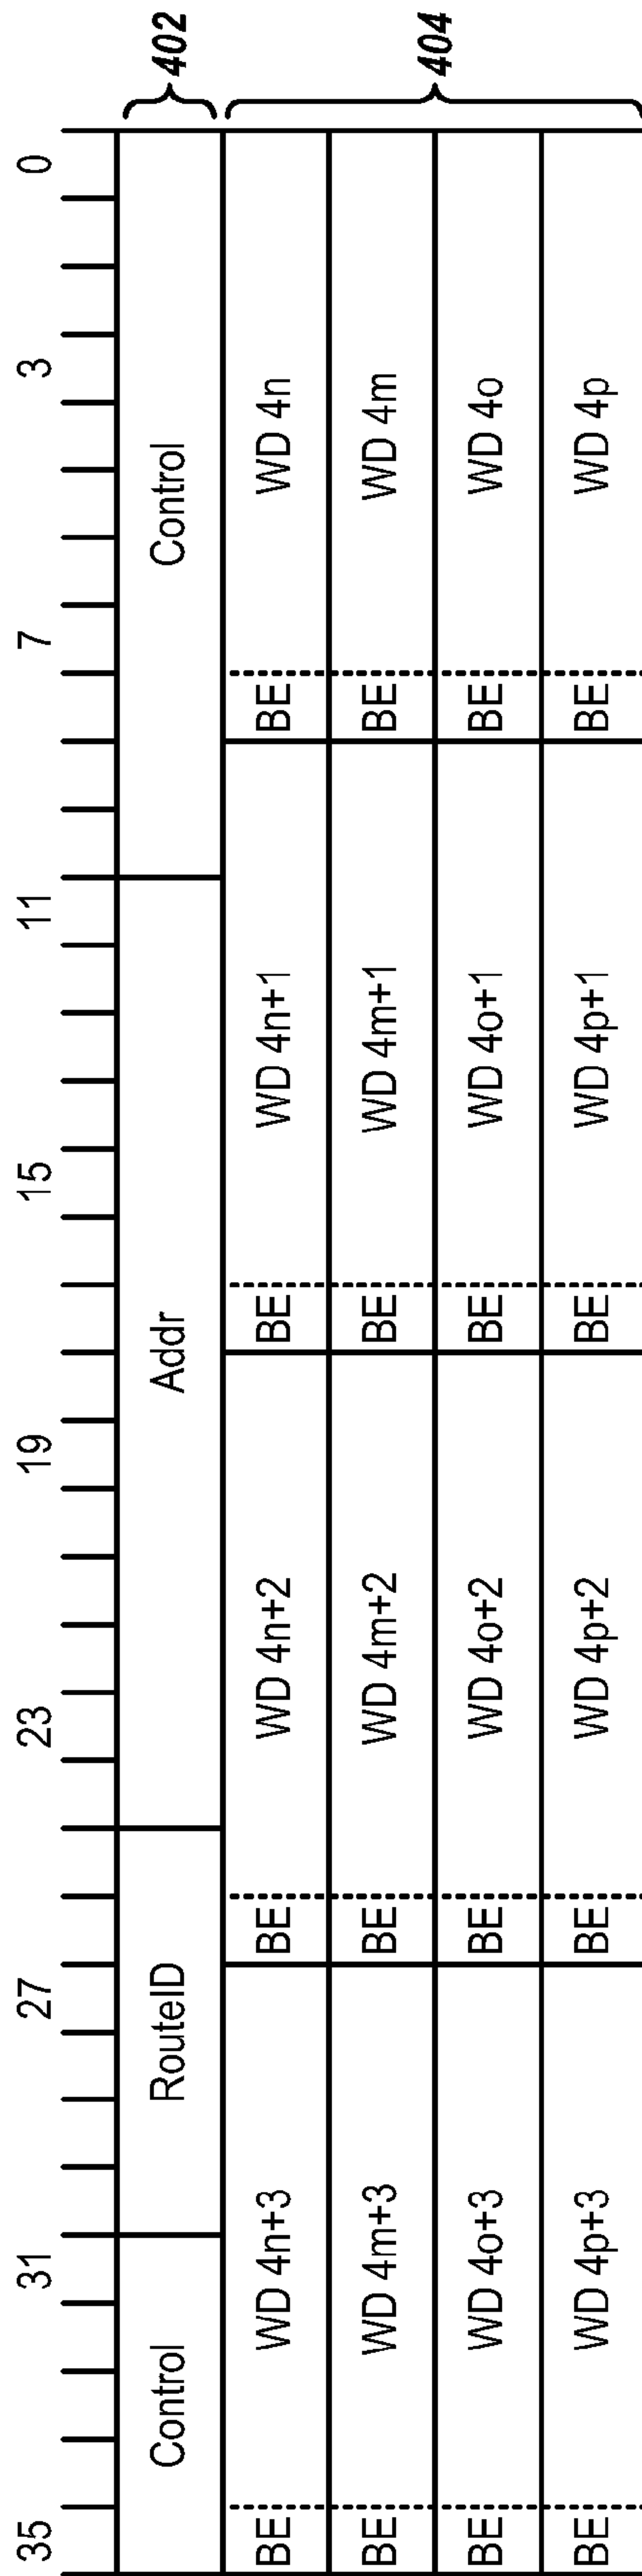 35 31 27 23 19 15 11 7 3 0
Control RouteID Addr Control 402
BE WD 4n+3 BE WD 4n+2 BE WD 4n+1 BE WD 4n
BE WD 4m+3 BE WD 4m+2 BE WD 4m+1 BE WD 4m
BE WD 4o+3 BE WD 4o+2 BE WD 4o+1 BE WD 4o
BE WD 4p+3 BE WD 4p+2 BE WD 4p+1 BE WD 4p
404